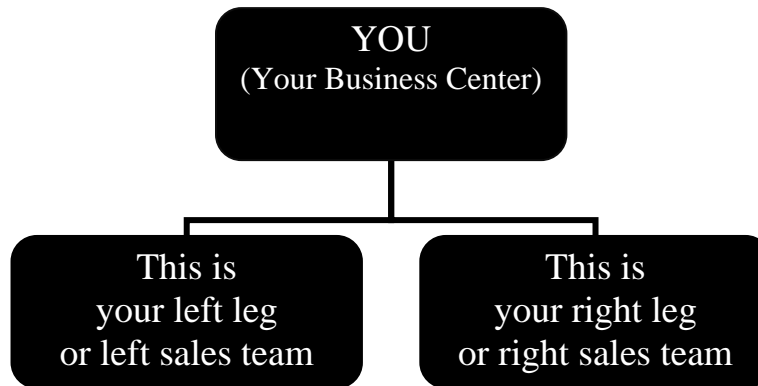 YOU
(Your Business Center)
This is
your left leg
or left sales team
This is
your right leg
or right sales team